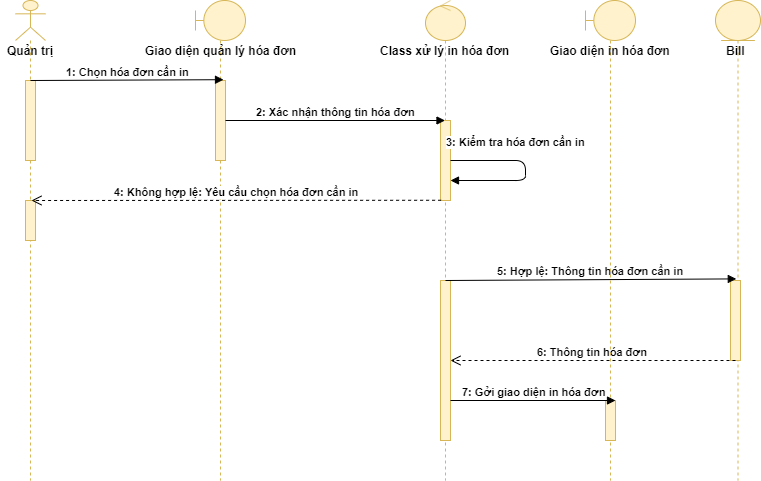 Quản trị
Giao diện quản lý hóa đơn
Class xử lý in hóa đơn
Giao diện in hóa đơn
Bill
1: Chọn hóa đơn cần in
2: Xác nhận thông tin hóa đơn
3: Kiểm tra hóa đơn cần in
4: Không hợp lệ: Yêu cầu chọn hóa đơn cần in
5: Hợp lệ: Thông tin hóa đơn cần in
6: Thông tin hóa đơn
7: Gởi giao diện in hóa đơn